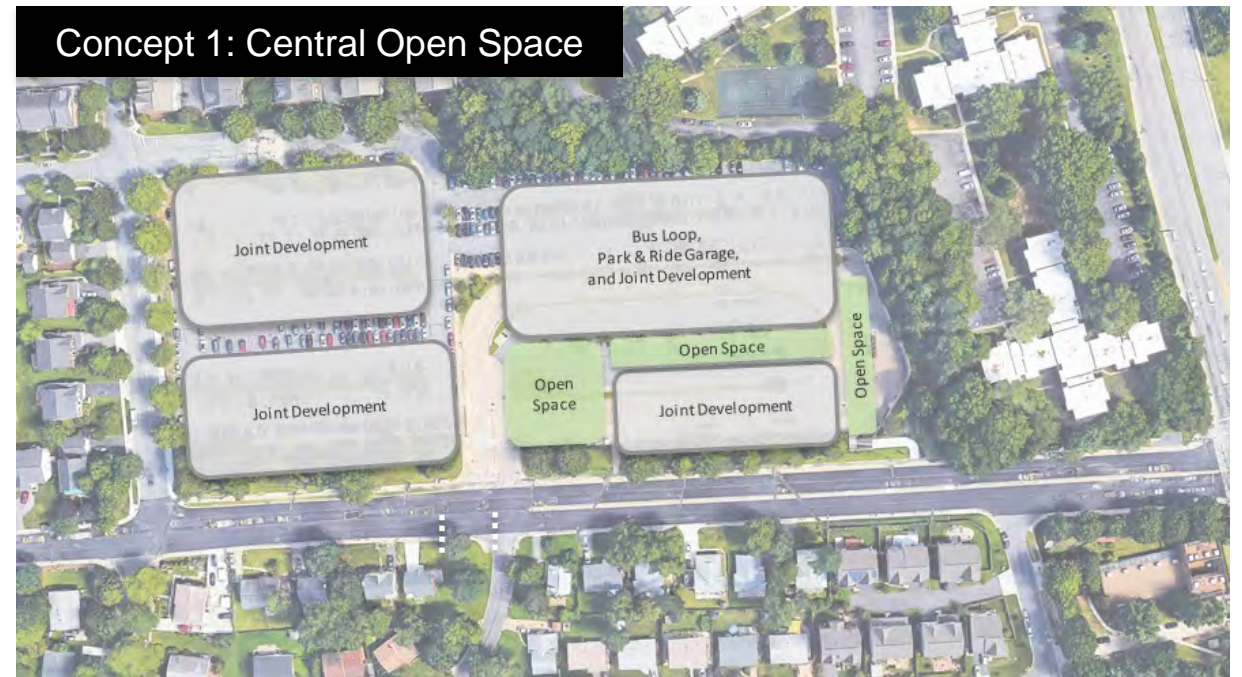 Concept 1: Central Open Space
Joint Development
Bus Loop,
Park & Ride Garage,
and Joint Development
Open Space
Open Space
Open
Space
Joint Development
Joint Development